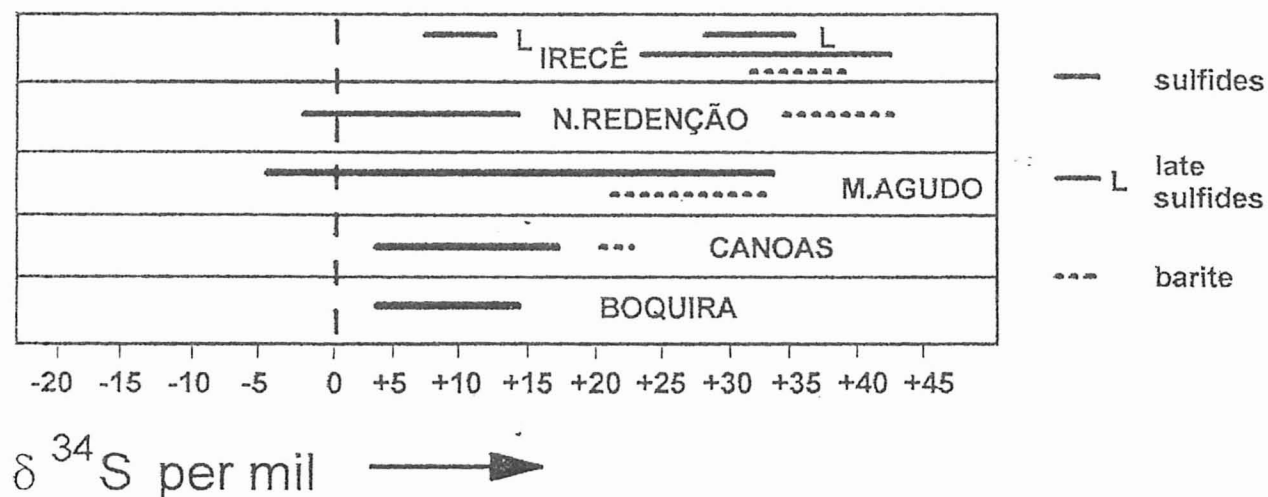 L IRECÊ L
N.REDENÇÃO
M.AGUDO
CANOAS
BOQUIRA
-20 -15 -10 -5 0 +5 +10 +15 +20 +25 +30 +35 +40 +45
δ ³⁴S per mil
sulfides
L late
sulfides
barite